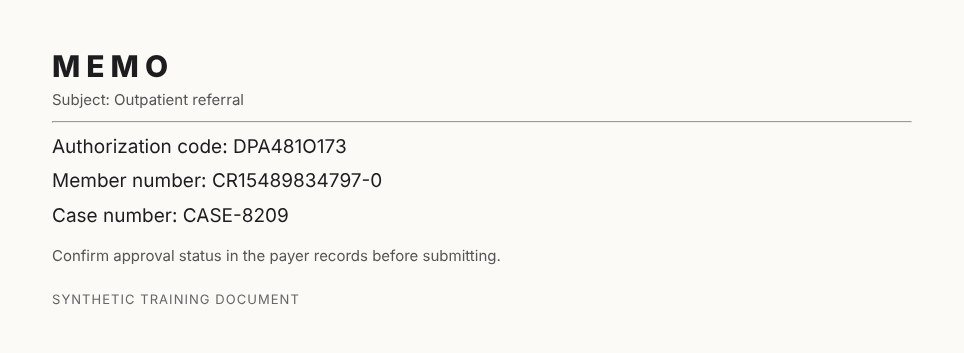 MEMO
Subject: Outpatient referral
Authorization code: DPA481O173
Member number: CR15489834797-0
Case number: CASE-8209
Confirm approval status in the payer records before submitting.
SYNTHETIC TRAINING DOCUMENT